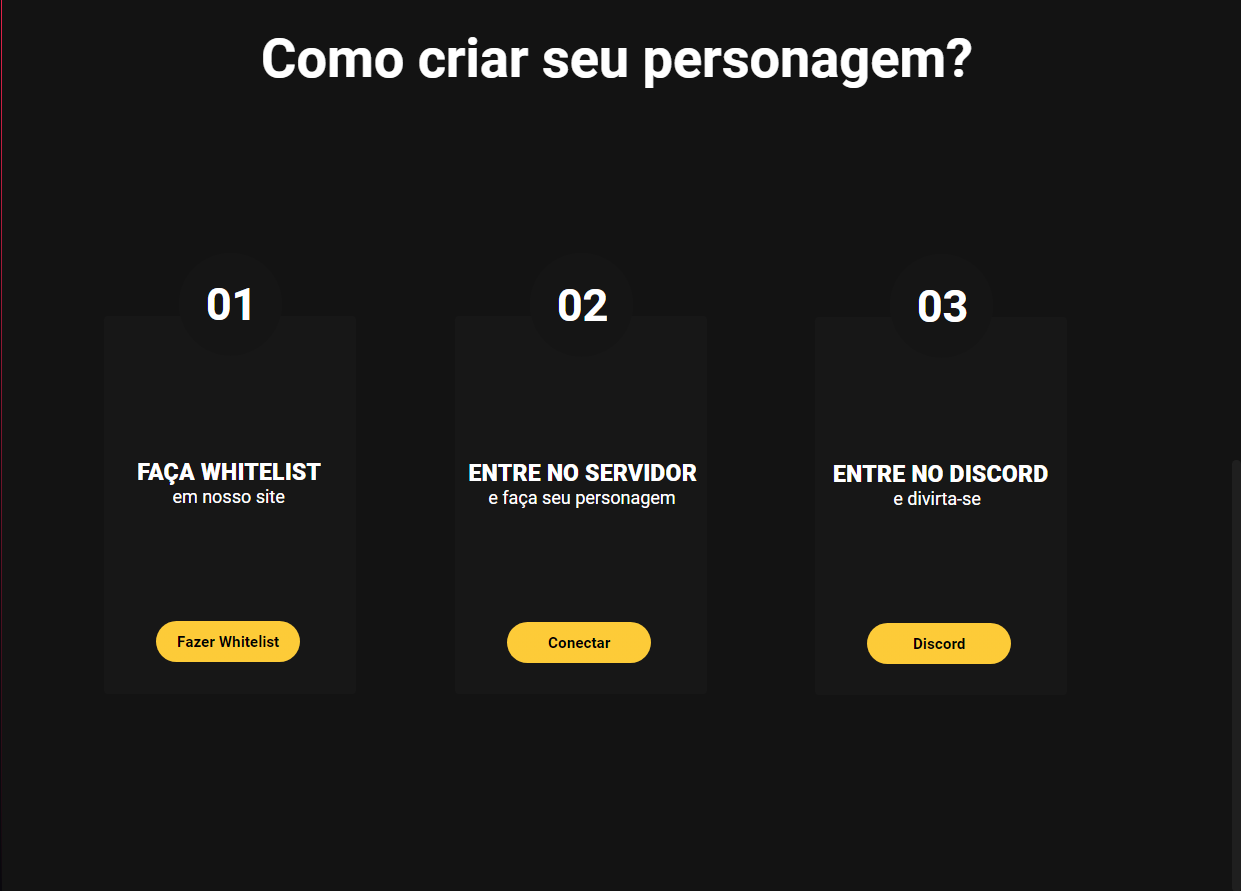 Como criar seu personagem?
01
FAÇA WHITELIST
em nosso site
Fazer Whitelist
02
ENTRE NO SERVIDOR
e faça seu personagem
Conectar
03
ENTRE NO DISCORD
e divirta-se
Discord